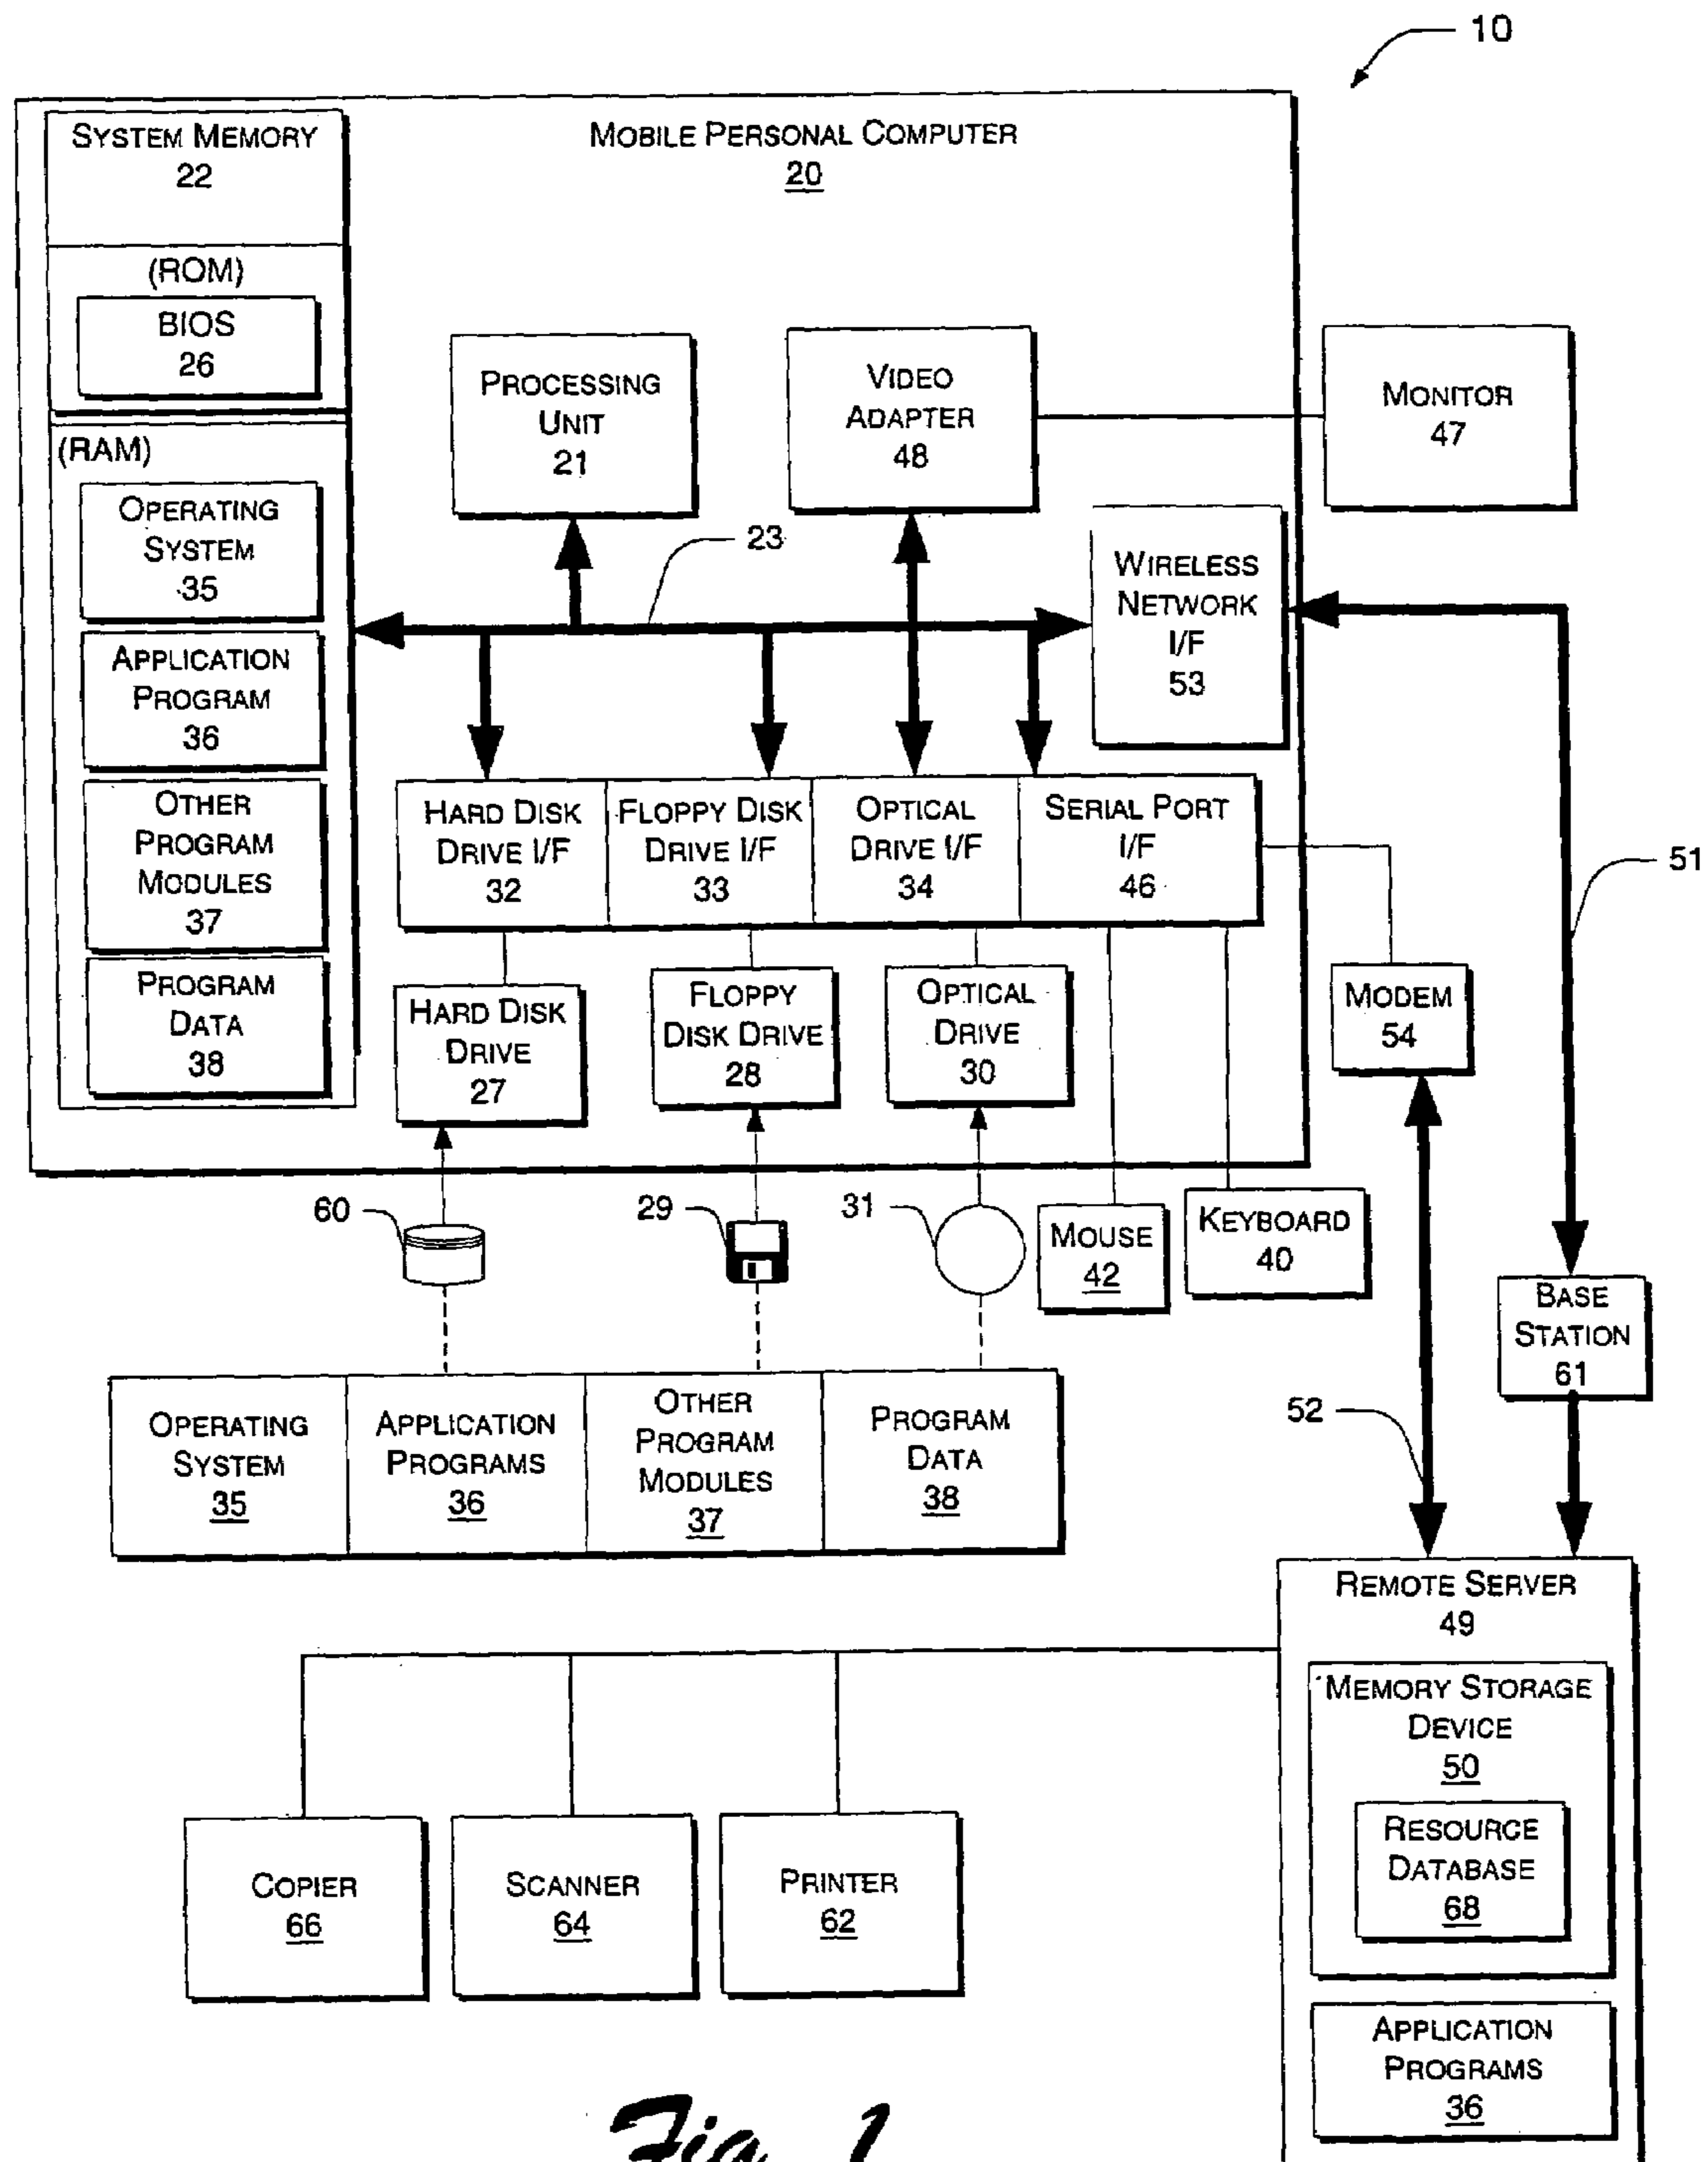 10
SYSTEM MEMORY
22
MOBILE PERSONAL COMPUTER
20
(ROM)
BIOS
26
(RAM)
OPERATING
SYSTEM
35
APPLICATION
PROGRAM
36
OTHER
PROGRAM
MODULES
37
PROGRAM
DATA
38
PROCESSING
UNIT
21
VIDEO
ADAPTER
48
MONITOR
47
23
WIRELESS
NETWORK
I/F
53
HARD DISK
DRIVE I/F
32
FLOPPY DISK
DRIVE I/F
33
OPTICAL
DRIVE I/F
34
SERIAL PORT
I/F
46
51
HARD DISK
DRIVE
27
FLOPPY
DISK DRIVE
28
OPTICAL
DRIVE
30
MODEM
54
60
29
31
MOUSE
42
KEYBOARD
40
BASE
STATION
61
52
OPERATING
SYSTEM
35
APPLICATION
PROGRAMS
36
OTHER
PROGRAM
MODULES
37
PROGRAM
DATA
38
REMOTE SERVER
49
MEMORY STORAGE
DEVICE
50
RESOURCE
DATABASE
68
APPLICATION
PROGRAMS
36
COPIER
66
SCANNER
64
PRINTER
62
Fig. 1